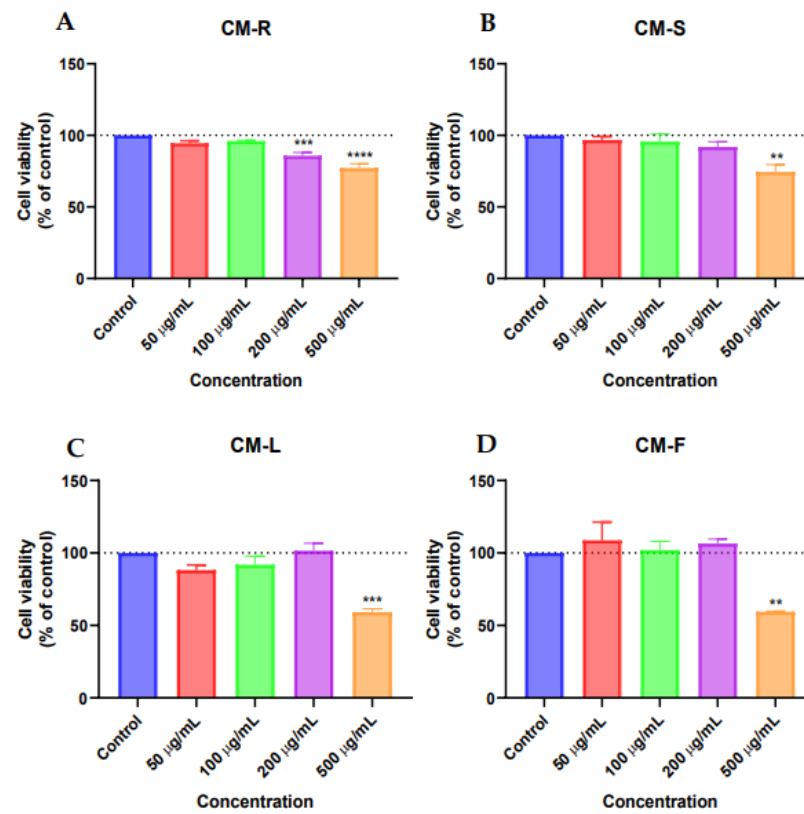 A
CM-R
Cell viability
(% of control)
150
100
50
0
***
****
Control
50 μg/mL
100 μg/mL
200 μg/mL
500 μg/mL
Concentration
B
CM-S
Cell viability
(% of control)
150
100
50
0
**
Control
50 μg/mL
100 μg/mL
200 μg/mL
500 μg/mL
Concentration
C
CM-L
Cell viability
(% of control)
150
100
50
0
***
Control
50 μg/mL
100 μg/mL
200 μg/mL
500 μg/mL
Concentration
D
CM-F
Cell viability
(% of control)
150
100
50
0
**
Control
50 μg/mL
100 μg/mL
200 μg/mL
500 μg/mL
Concentration